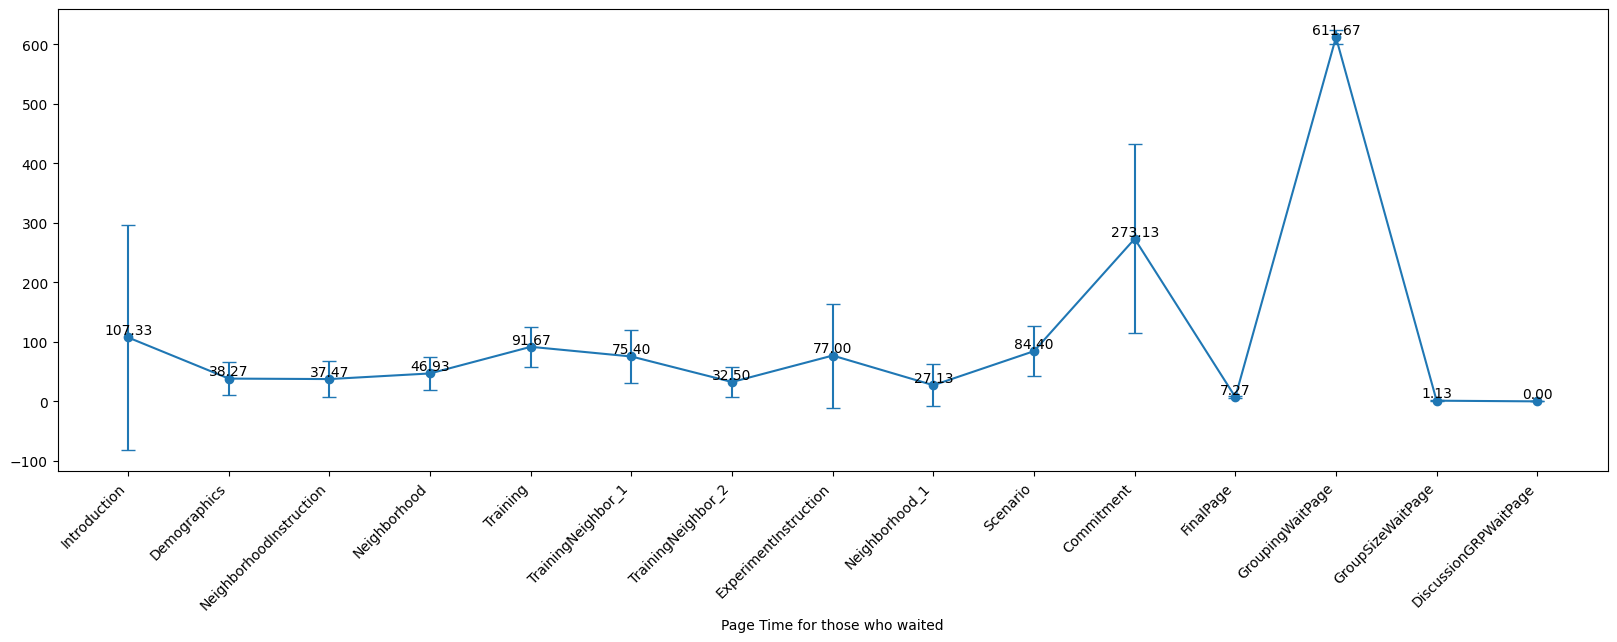 600
500
400
300
200
100
0
−100
107.33
38.27
37.47
46.93
91.67
75.40
32.50
77.00
27.13
84.40
273.13
7.27
611.67
1.13
0.00
Introduction
Demographics
NeighborhoodInstruction
Neighborhood
Training
TrainingNeighbor_1
TrainingNeighbor_2
ExperimentInstruction
Neighborhood_1
Scenario
Commitment
FinalPage
GroupingWaitPage
GroupSizeWaitPage
DiscussionGRPWaitPage
Page Time for those who waited